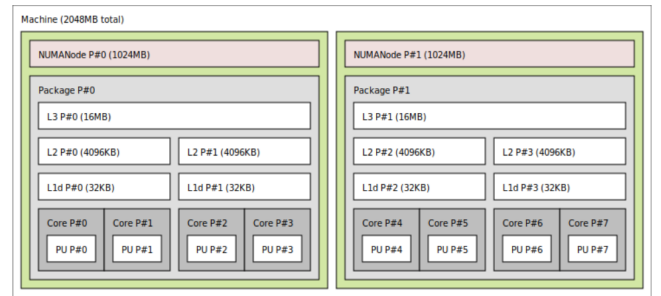 Machine (2048MB total)
NUMANode P#0 (1024MB)
Package P#0
L3 P#0 (16MB)
L2 P#0 (4096KB) L2 P#1 (4096KB)
L1d P#0 (32KB) L1d P#1 (32KB)
Core P#0 Core P#1 Core P#2 Core P#3
PU P#0 PU P#1 PU P#2 PU P#3
NUMANode P#1 (1024MB)
Package P#1
L3 P#1 (16MB)
L2 P#2 (4096KB) L2 P#3 (4096KB)
L1d P#2 (32KB) L1d P#3 (32KB)
Core P#4 Core P#5 Core P#6 Core P#7
PU P#4 PU P#5 PU P#6 PU P#7